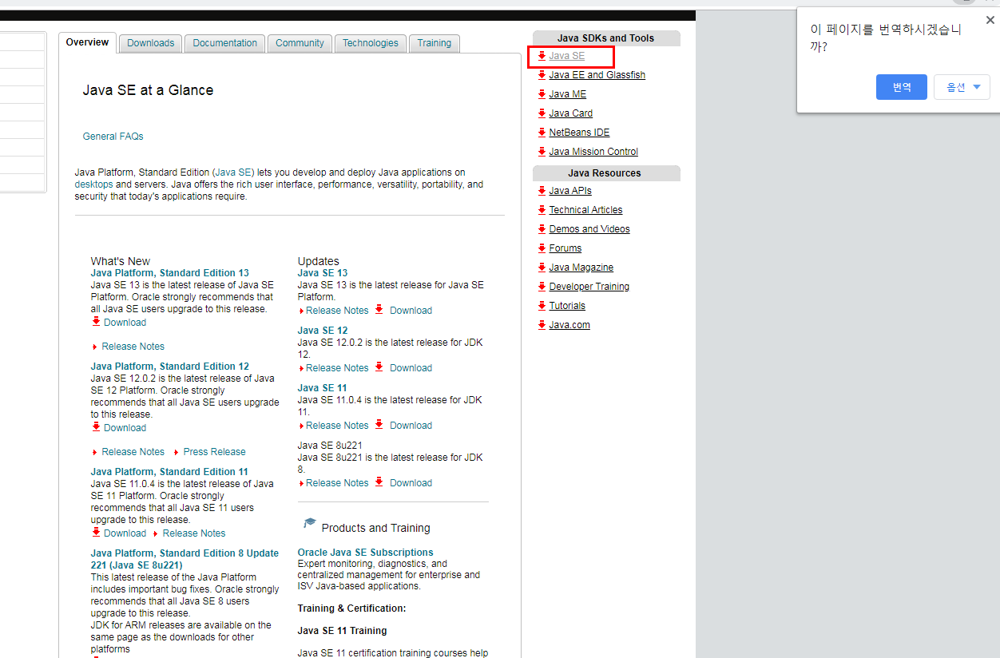 Overview
Downloads
Documentation
Community
Technologies
Training
Java SE at a Glance
General FAQs
Java Platform, Standard Edition (Java SE) lets you develop and deploy Java applications on
desktops and servers. Java offers the rich user interface, performance, versatility, portability, and
security that today's applications require.
What's New
Java Platform, Standard Edition 13
Java SE 13 is the latest release of Java SE
Platform. Oracle strongly recommends that
all Java SE users upgrade to this release.
Download
Release Notes
Java Platform, Standard Edition 12
Java SE 12.0.2 is the latest release of Java
SE 12 Platform. Oracle strongly
recommends that all Java SE users upgrade
to this release.
Download
Release Notes Press Release
Java Platform, Standard Edition 11
Java SE 11.0.4 is the latest release of Java
SE 11 Platform. Oracle strongly
recommends that all Java SE 11 users
upgrade to this release.
Download Release Notes
Java Platform, Standard Edition 8 Update
221 (Java SE 8u221)
This latest release of the Java Platform
includes important bug fixes. Oracle strongly
recommends that all Java SE 8 users
upgrade to this release.
JDK for ARM releases are available on the
same page as the downloads for other
platforms
Updates
Java SE 13
Java SE 13 is the latest release for Java SE
Platform.
Release Notes Download
Java SE 12
Java SE 12.0.2 is the latest release for JDK
12.
Release Notes Download
Java SE 11
Java SE 11.0.4 is the latest release for JDK
11.
Release Notes Download
Java SE 8u221
Java SE 8u221 is the latest release for JDK
8.
Release Notes Download
Products and Training
Oracle Java SE Subscriptions
Expert monitoring, diagnostics, and
centralized management for enterprise and
ISV Java-based applications.
Training & Certification:
Java SE 11 Training
Java SE 11 certification training courses help
Java SDKs and Tools
Java SE
Java EE and Glassfish
Java ME
Java Card
NetBeans IDE
Java Mission Control
Java Resources
Java APIs
Technical Articles
Demos and Videos
Forums
Java Magazine
Developer Training
Tutorials
Java.com
이 페이지를 번역하시겠습니
까?
번역
옵션